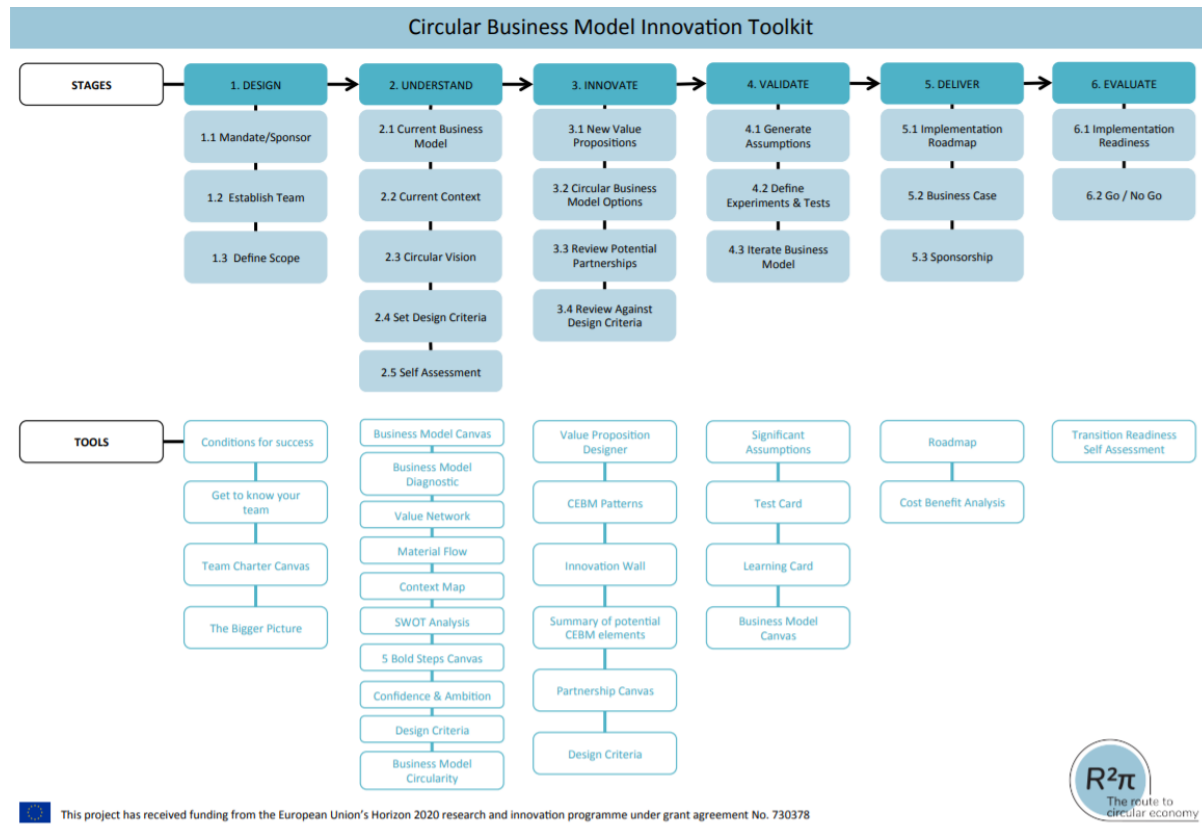 Circular Business Model Innovation Toolkit
STAGES
1. DESIGN
2. UNDERSTAND
3. INNOVATE
4. VALIDATE
5. DELIVER
6. EVALUATE
1.1 Mandate/Sponsor
1.2 Establish Team
1.3 Define Scope
2.1 Current Business
Model
2.2 Current Context
2.3 Circular Vision
2.4 Set Design Criteria
2.5 Self Assessment
3.1 New Value
Propositions
3.2 Circular Business
Model Options
3.3 Review Potential
Partnerships
3.4 Review Against
Design Criteria
4.1 Generate
Assumptions
4.2 Define
Experiments & Tests
4.3 Iterate Business
Model
5.1 Implementation
Roadmap
5.2 Business Case
5.3 Sponsorship
6.1 Implementation
Readiness
6.2 Go / No Go
TOOLS
Conditions for success
Get to know your
team
Team Charter Canvas
The Bigger Picture
Business Model Canvas
Business Model
Diagnostic
Value Network
Material Flow
Context Map
SWOT Analysis
5 Bold Steps Canvas
Confidence & Ambition
Design Criteria
Business Model
Circularity
Value Proposition
Designer
CEBM Patterns
Innovation Wall
Summary of potential
CEBM elements
Partnership Canvas
Design Criteria
Significant
Assumptions
Test Card
Learning Card
Business Model
Canvas
Roadmap
Cost Benefit Analysis
Transition Readiness
Self Assessment
R²π
The route to
circular economy
This project has received funding from the European Union's Horizon 2020 research and innovation programme under grant agreement No. 730378